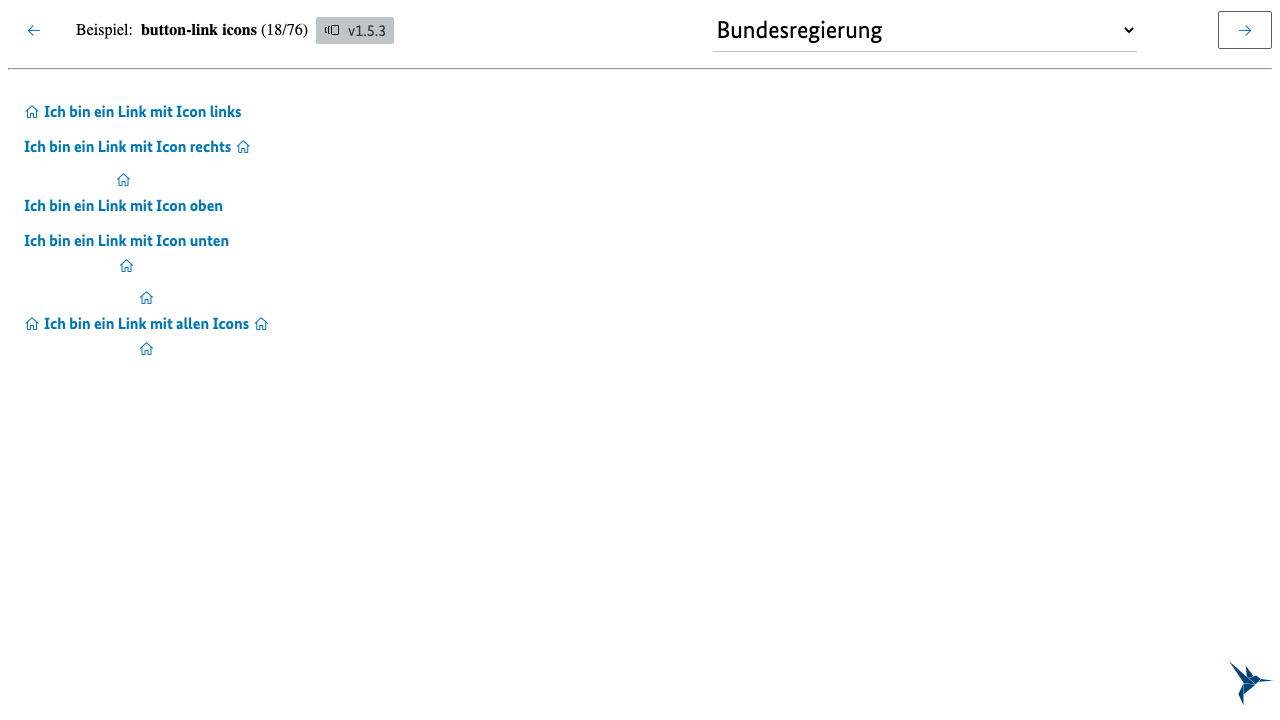 Beispiel: button-link icons (18/76) v1.5.3 Bundesregierung
Ich bin ein Link mit Icon links
Ich bin ein Link mit Icon rechts
Ich bin ein Link mit Icon oben
Ich bin ein Link mit Icon unten
Ich bin ein Link mit allen Icons